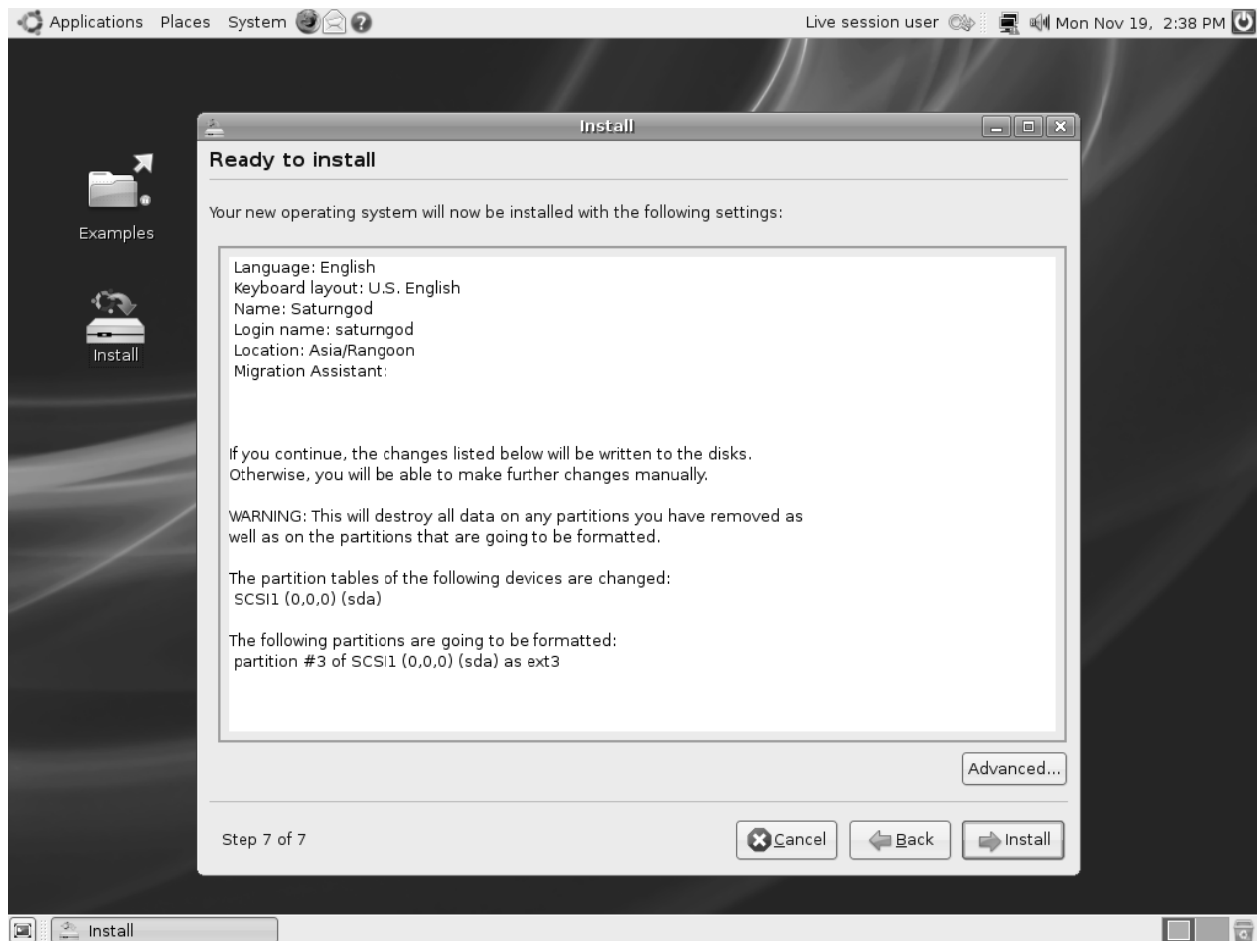 Applications Places System
Live session user Mon Nov 19, 2:38 PM
Install
Ready to install
Your new operating system will now be installed with the following settings:
Examples
Install
Language: English
Keyboard layout: U.S. English
Name: Saturngod
Login name: saturngod
Location: Asia/Rangoon
Migration Assistant:
If you continue, the changes listed below will be written to the disks.
Otherwise, you will be able to make further changes manually.
WARNING: This will destroy all data on any partitions you have removed as
well as on the partitions that are going to be formatted.
The partition tables of the following devices are changed:
SCSI1 (0,0,0) (sda)
The following partitions are going to be formatted:
partition #3 of SCSI1 (0,0,0) (sda) as ext3
Advanced...
Step 7 of 7
Cancel
Back
Install
Install